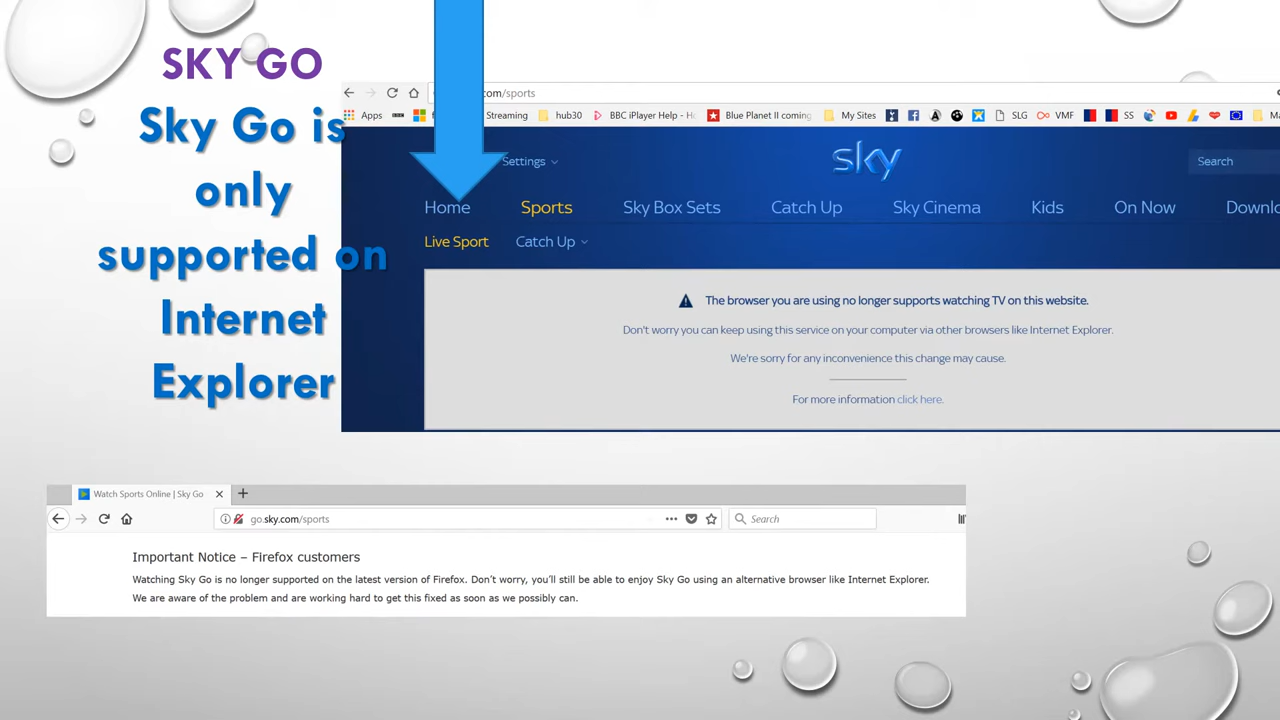 SKY GO
Sky Go is
only
supported on
Internet
Explorer
com/sports
Apps
Streaming
hub30
BBC iPlayer Help - Ho
Blue Planet II coming
My Sites
SLG
VMF
SS
Settings
sky
Search
Home
Sports
Sky Box Sets
Catch Up
Sky Cinema
Kids
On Now
Downlo
Live Sport
Catch Up
The browser you are using no longer supports watching TV on this website.
Don't worry you can keep using this service on your computer via other browsers like Internet Explorer.
We're sorry for any inconvenience this change may cause.
For more information click here.
Watch Sports Online | Sky Go
go.sky.com/sports
Search
Important Notice – Firefox customers
Watching Sky Go is no longer supported on the latest version of Firefox. Don't worry, you'll still be able to enjoy Sky Go using an alternative browser like Internet Explorer.
We are aware of the problem and are working hard to get this fixed as soon as we possibly can.